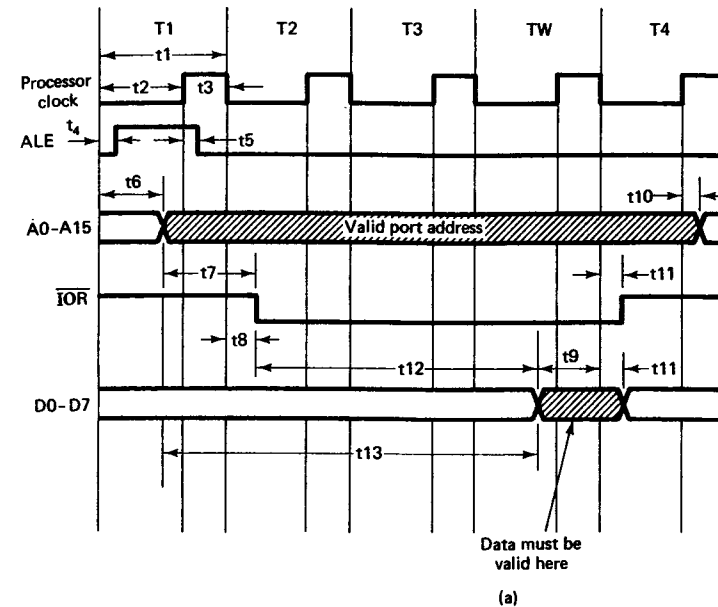 T1 T2 T3 TW T4
t1
Processor
clock
t2 t3
t4
ALE
t5
t6
t10
A0-A15
Valid port address
t7
t11
IOR
t8
t12
t9
t11
D0-D7
t13
Data must be
valid here
(a)